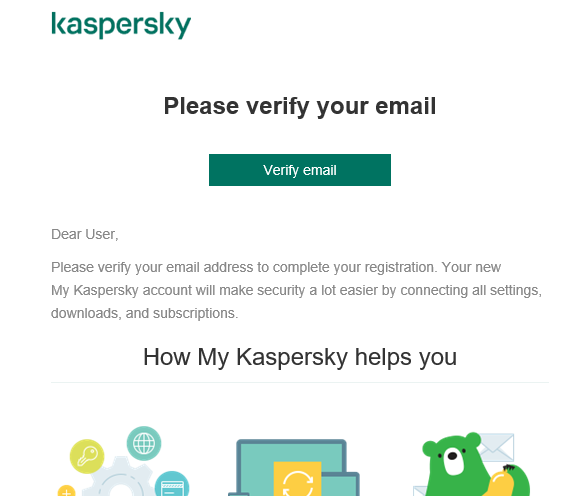 kaspersky
Please verify your email
Verify email
Dear User,
Please verify your email address to complete your registration. Your new
My Kaspersky account will make security a lot easier by connecting all settings,
downloads, and subscriptions.
How My Kaspersky helps you